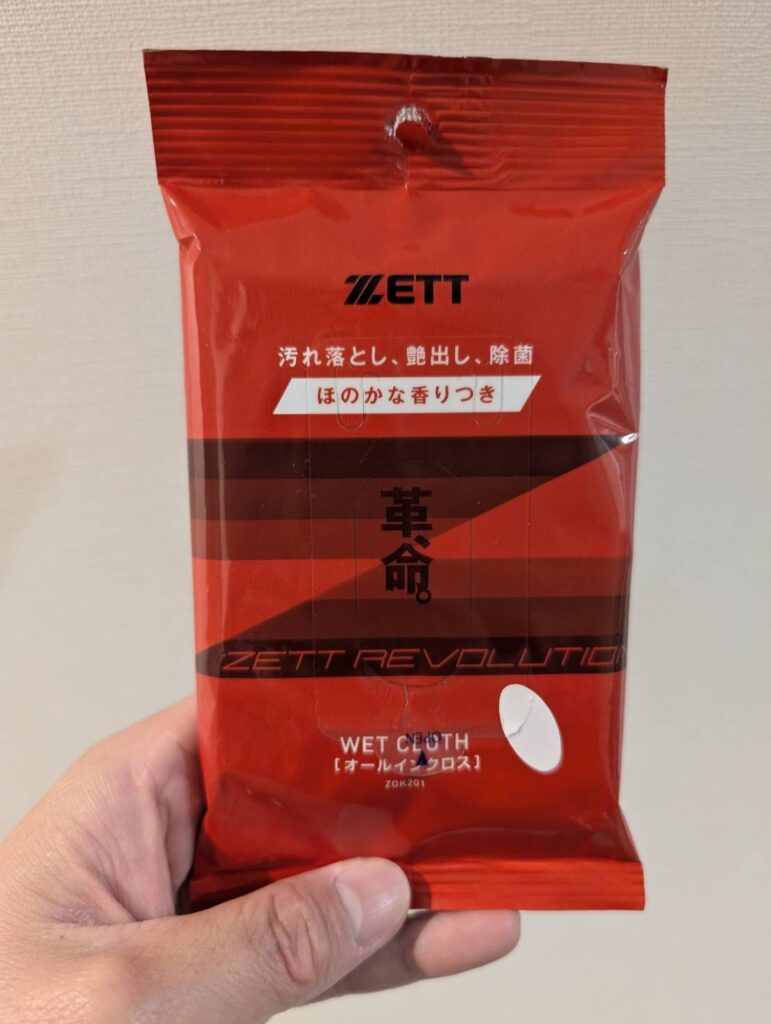 ZETT
汚れ落とし、艶出し、除菌
ほのかな香りつき
革、命。
ZETT REVOLUTION
OPEN
WET CLOTH
[オールインクロス]
ZOK201